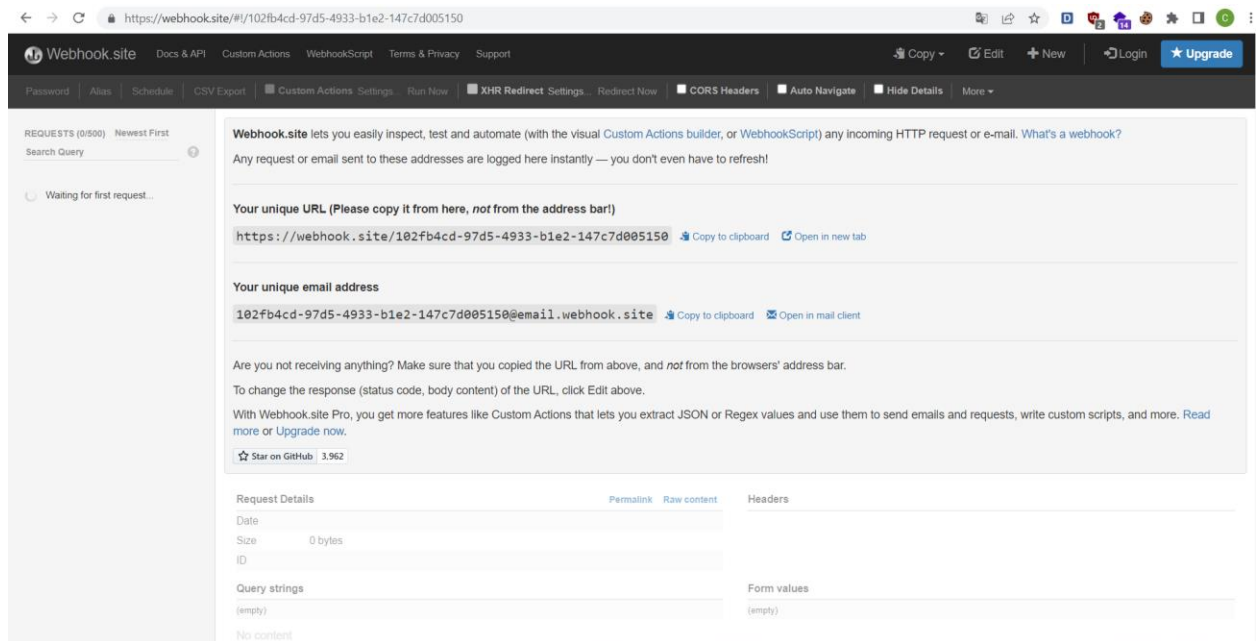 https://webhook.site/#!/102fb4cd-97d5-4933-b1e2-147c7d005150
D 2 14 C
Webhook.site Docs & API Custom Actions WebhookScript Terms & Privacy Support Copy Edit New Login Upgrade
Password Alias Schedule CSV Export Custom Actions Settings... Run Now XHR Redirect Settings... Redirect Now CORS Headers Auto Navigate Hide Details More
REQUESTS (0/500) Newest First
Search Query ?
Waiting for first request...
Webhook.site lets you easily inspect, test and automate (with the visual Custom Actions builder, or WebhookScript) any incoming HTTP request or e-mail. What's a webhook?
Any request or email sent to these addresses are logged here instantly — you don't even have to refresh!
Your unique URL (Please copy it from here, not from the address bar!)
https://webhook.site/102fb4cd-97d5-4933-b1e2-147c7d005150 Copy to clipboard Open in new tab
Your unique email address
102fb4cd-97d5-4933-b1e2-147c7d005150@email.webhook.site Copy to clipboard Open in mail client
Are you not receiving anything? Make sure that you copied the URL from above, and not from the browsers' address bar.
To change the response (status code, body content) of the URL, click Edit above.
With Webhook.site Pro, you get more features like Custom Actions that lets you extract JSON or Regex values and use them to send emails and requests, write custom scripts, and more. Read
more or Upgrade now.
Star on GitHub 3,962
Request Details Permalink Raw content Headers
Date
Size 0 bytes
ID
Query strings Form values
(empty) (empty)
No content